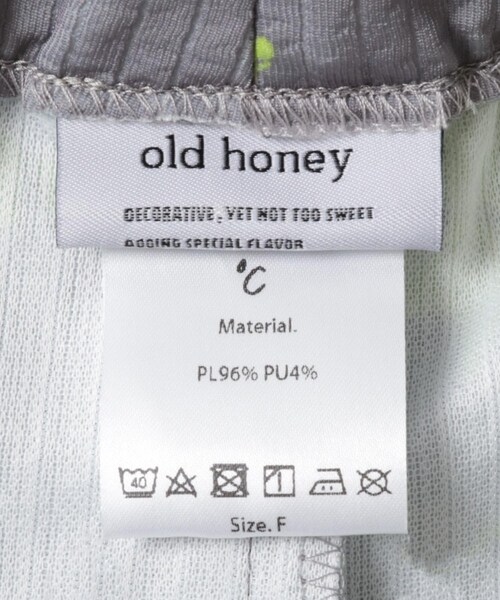 old honey
DECORATIVE, YET NOT TOO SWEET
ADDING SPECIAL FLAVOR
°C
Material.
PL96% PU4%
40
Size. F